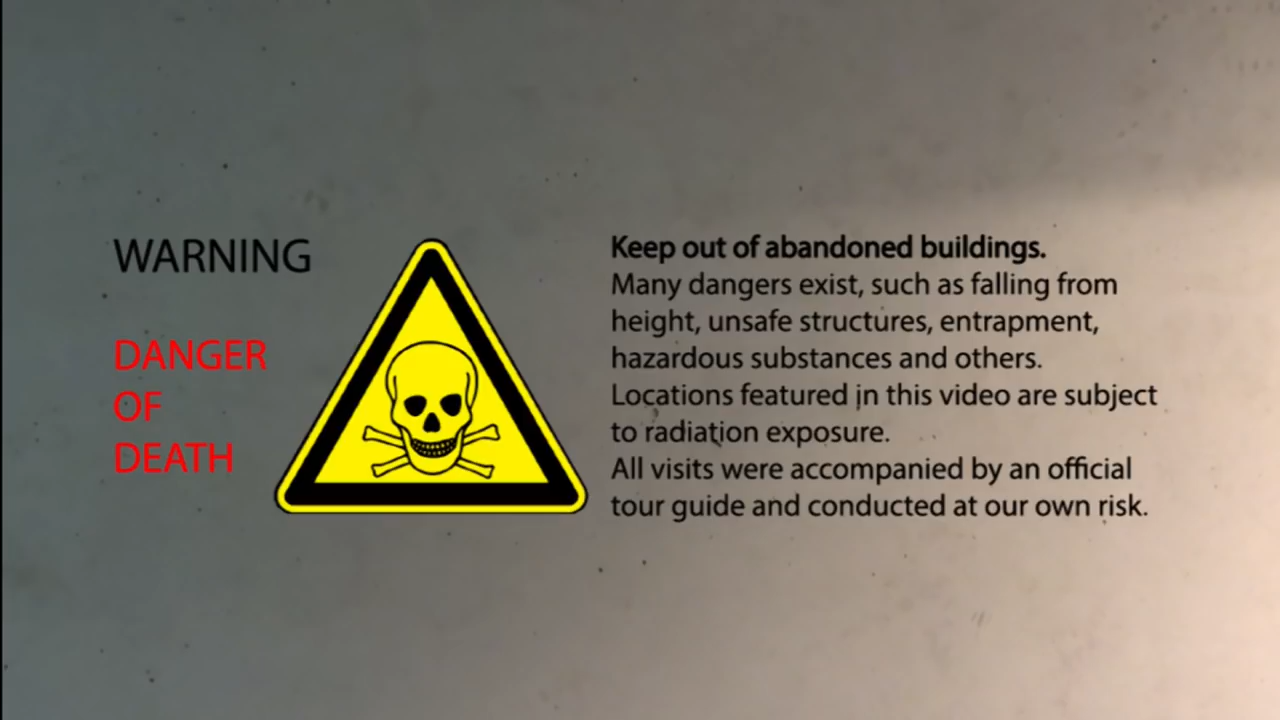 WARNING
DANGER
OF
DEATH
Keep out of abandoned buildings.
Many dangers exist, such as falling from
height, unsafe structures, entrapment,
hazardous substances and others.
Locations featured in this video are subject
to radiation exposure.
All visits were accompanied by an official
tour guide and conducted at our own risk.